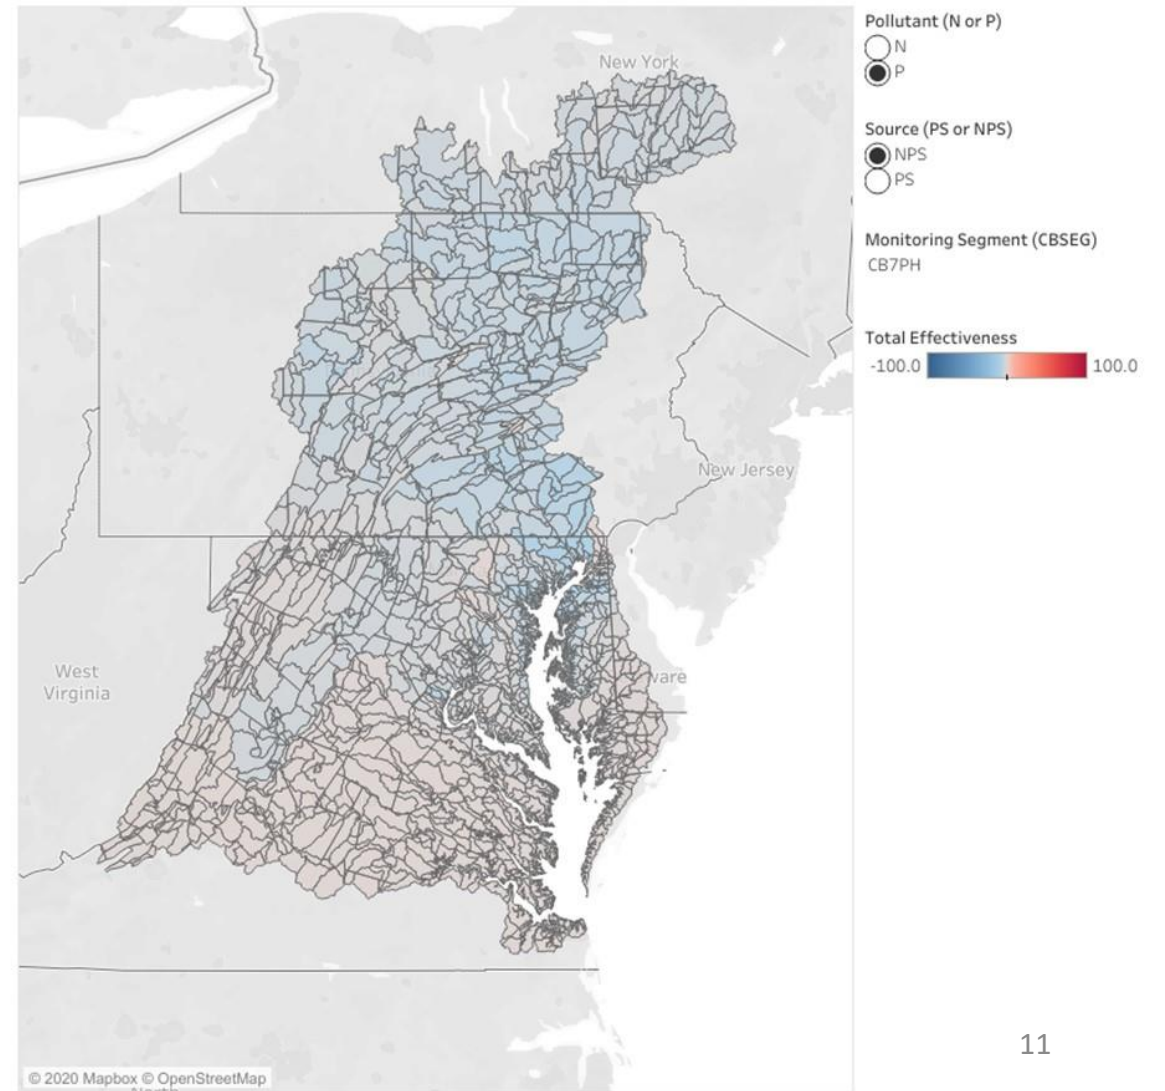 New York
New Jersey
West
Virginia
ware
© 2020 Mapbox © OpenStreetMap
Pollutant (N or P)
N
P
Source (PS or NPS)
NPS
PS
Monitoring Segment (CBSEG)
CB7PH
Total Effectiveness
-100.0 100.0
11